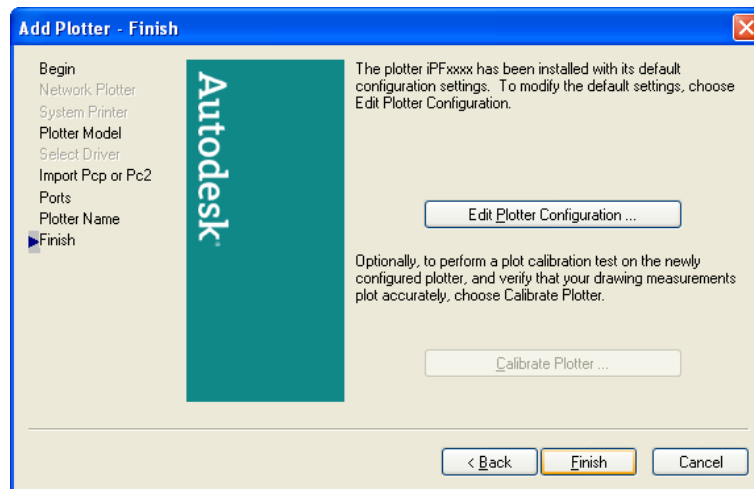 Add Plotter - Finish
Begin
Network Plotter
System Printer
Plotter Model
Select Driver
Import Pcp or Pc2
Ports
Plotter Name
Finish
Autodesk
The plotter iPFxxxx has been installed with its default
configuration settings. To modify the default settings, choose
Edit Plotter Configuration.
Edit Plotter Configuration ...
Optionally, to perform a plot calibration test on the newly
configured plotter, and verify that your drawing measurements
plot accurately, choose Calibrate Plotter.
Calibrate Plotter ...
< Back
Finish
Cancel